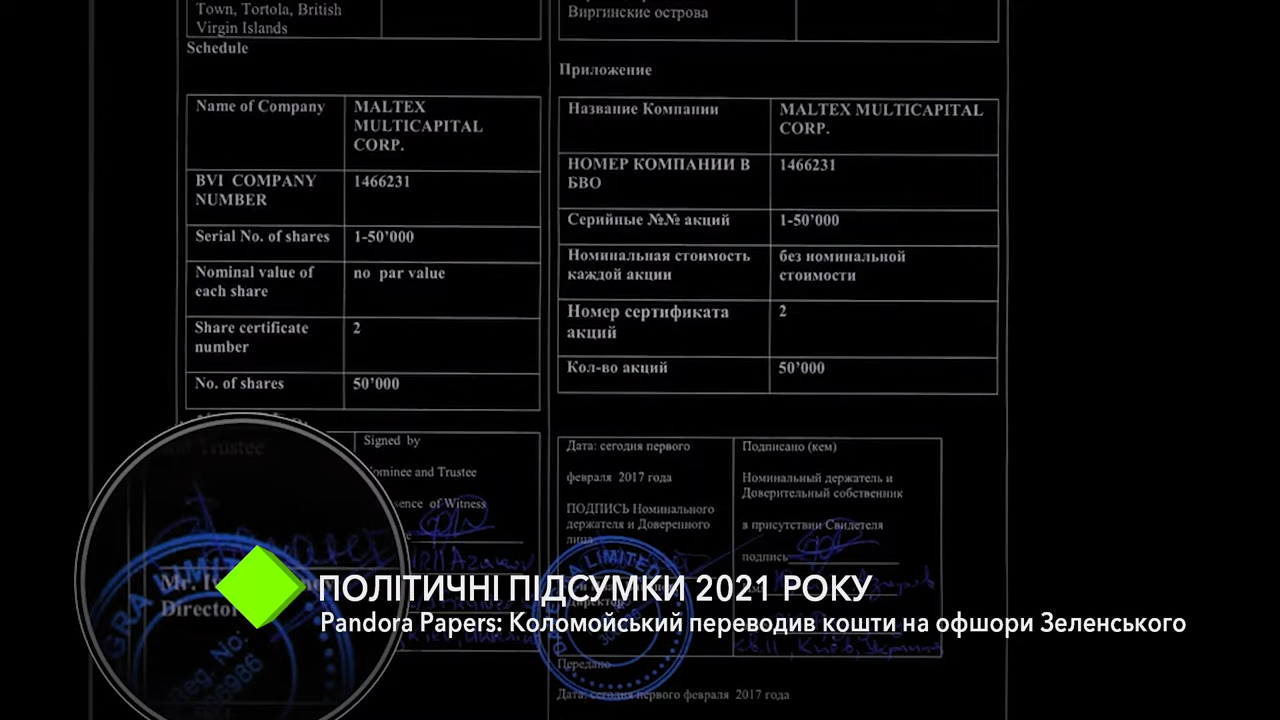 Town, Tortola, British
Virgin Islands
Schedule
Name of Company
MALTEX
MULTICAPITAL
CORP.
BVI COMPANY
NUMBER
1466231
Serial No. of shares
1-50’000
Nominal value of
each share
no par value
Share certificate
number
2
No. of shares
50’000
Signed by
Nominee and Trustee
Witness
Виргинские острова
Приложение
Название Компании
MALTEX MULTICAPITAL
CORP.
НОМЕР КОМПАНИИ В
БВО
1466231
Серийные №№ акций
1-50’000
Номинальная стоимость
каждой акции
без номинальной
стоимости
Номер сертификата
акций
2
Кол-во акций
50’000
Дата: сегодня первого
февраля 2017 года
ПОДПИСЬ Номинального
держателя и Доверенного
лица
Подписано (кем)
Номинальный держатель и
Доверительный собственник
в присутствии Свидетеля
подпись
Передано
Дата: сегодня первого февраля 2017 года
Trustee
Mr.
Director
LIMITED
Reg. No:
ПОЛІТИЧНІ ПІДСУМКИ 2021 РОКУ
Pandora Papers: Коломойський переводив кошти на офшори Зеленського